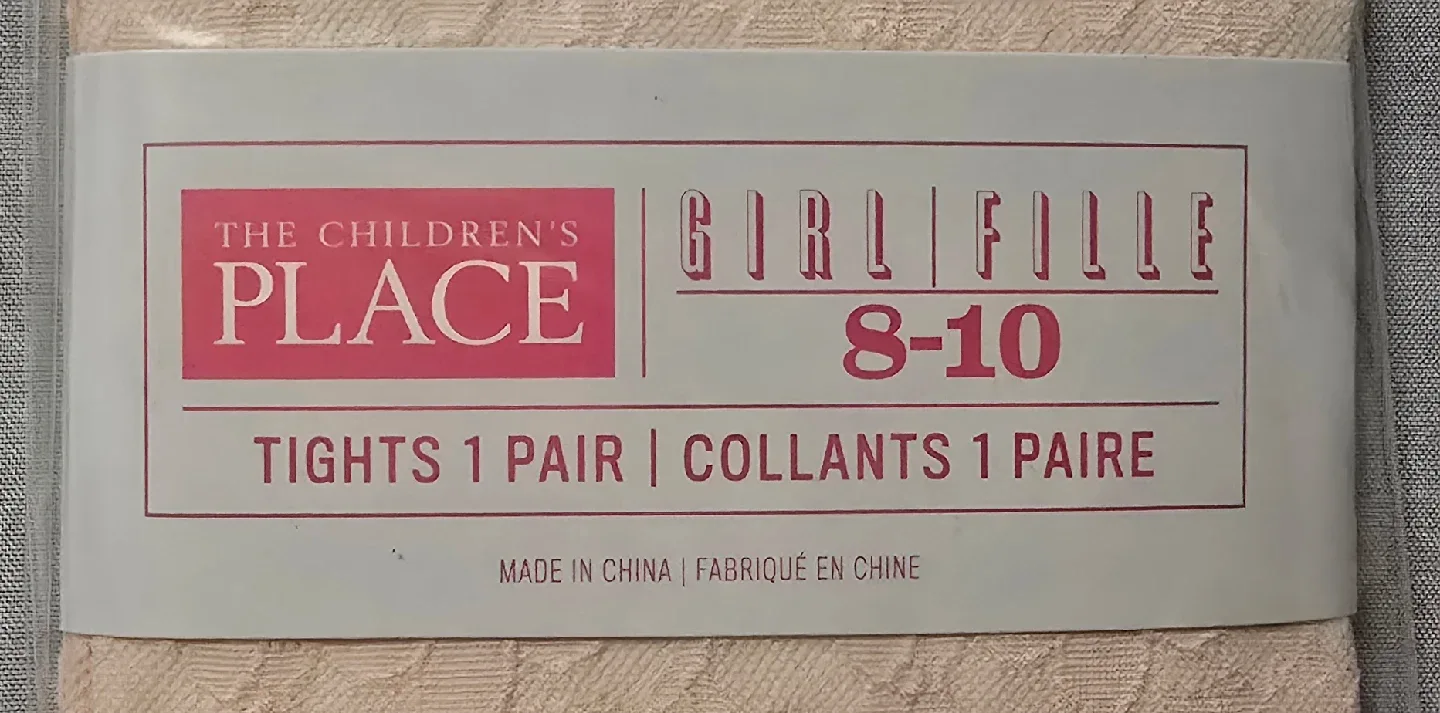 THE CHILDREN'S
PLACE
GIRL | FILLE
8-10
TIGHTS 1 PAIR | COLLANTS 1 PAIRE
MADE IN CHINA | FABRIQUÉ EN CHINE